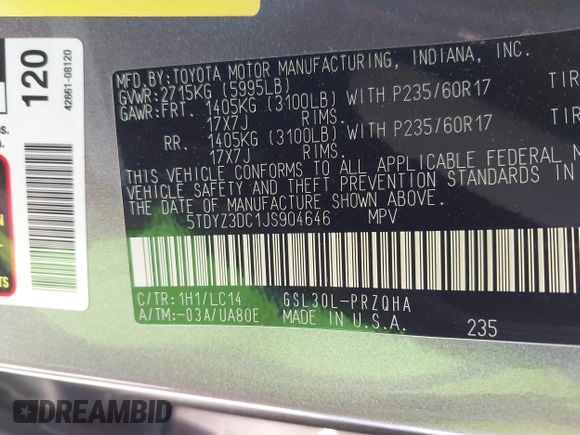 120
42661-08120
MFD.BY:TOYOTA MOTOR MANUFACTURING, INDIANA, INC.
GVWR:2715KG (5995LB)
GAWR:FRT. 1405KG (3100LB) WITH P235/60R17 TIR
17X7J RIMS.
RR. 1405KG (3100LB) WITH P235/60R17 TIR
17X7J RIMS.
THIS VEHICLE CONFORMS TO ALL APPLICABLE FEDERAL M
VEHICLE SAFETY AND THEFT PREVENTION STANDARDS IN
THE DATE OF MANUFACTURE SHOWN ABOVE.
5TDYZ3DC1JS904646 MPV
C/TR:1H1/LC14 GSL30L-PRZQHA
A/TM:-03A/UA80E MADE IN U.S.A. 235
DREAMBID